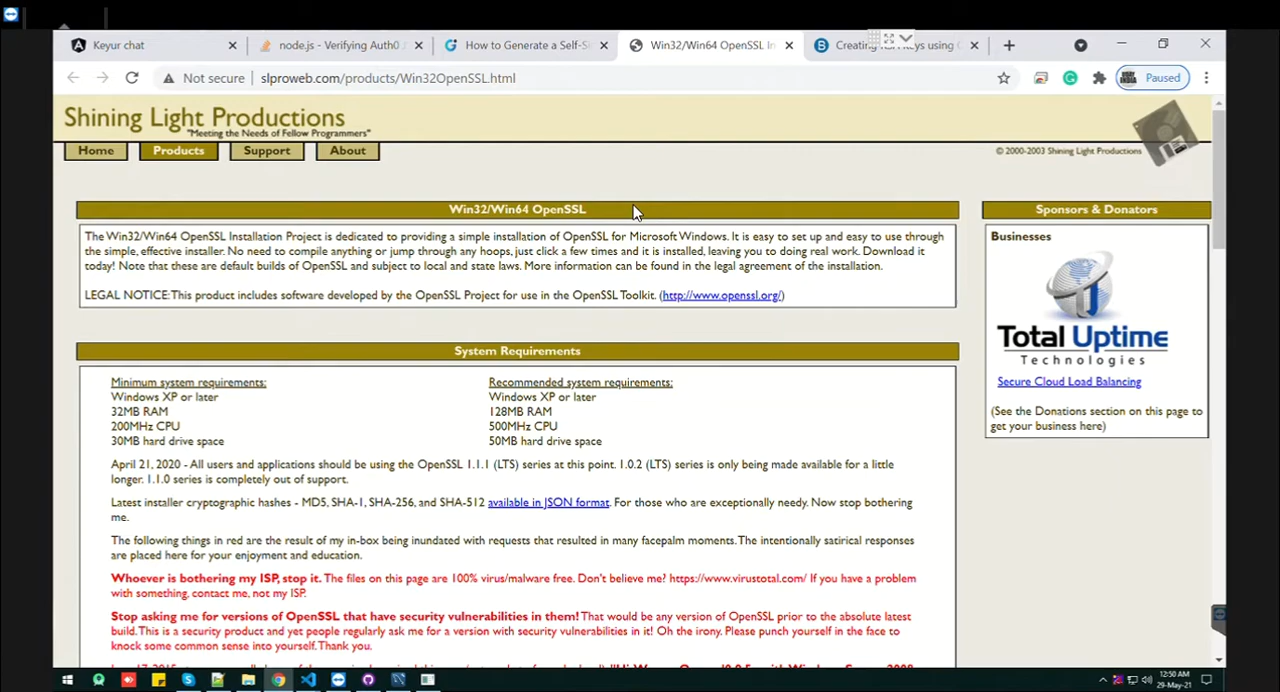 Keyur chat
node.js - Verifying Auth0
How to Generate a Self-Si
Win32/Win64 OpenSSL In
Creating RSA Keys using O
Not secure | slproweb.com/products/Win32OpenSSL.html
Paused
Shining Light Productions
"Meeting the Needs of Fellow Programmers"
Home
Products
Support
About
© 2000-2003 Shining Light Productions
Win32/Win64 OpenSSL
The Win32/Win64 OpenSSL Installation Project is dedicated to providing a simple installation of OpenSSL for Microsoft Windows. It is easy to set up and easy to use through
the simple, effective installer. No need to compile anything or jump through any hoops, just click a few times and it is installed, leaving you to doing real work. Download it
today! Note that these are default builds of OpenSSL and subject to local and state laws. More information can be found in the legal agreement of the installation.
LEGAL NOTICE: This product includes software developed by the OpenSSL Project for use in the OpenSSL Toolkit. (http://www.openssl.org/)
Sponsors & Donators
Businesses
Total Uptime
Technologies
Secure Cloud Load Balancing
(See the Donations section on this page to
get your business here)
System Requirements
Minimum system requirements:
Windows XP or later
32MB RAM
200MHz CPU
30MB hard drive space
Recommended system requirements:
Windows XP or later
128MB RAM
500MHz CPU
50MB hard drive space
April 21, 2020 - All users and applications should be using the OpenSSL 1.1.1 (LTS) series at this point. 1.0.2 (LTS) series is only being made available for a little
longer. 1.1.0 series is completely out of support.
Latest installer cryptographic hashes - MD5, SHA-1, SHA-256, and SHA-512 available in JSON format. For those who are exceptionally needy. Now stop bothering
me.
The following things in red are the result of my in-box being inundated with requests that resulted in many facepalm moments. The intentionally satirical responses
are placed here for your enjoyment and education.
Whoever is bothering my ISP, stop it. The files on this page are 100% virus/malware free. Don't believe me? https://www.virustotal.com/ If you have a problem
with something, contact me, not my ISP.
Stop asking me for versions of OpenSSL that have security vulnerabilities in them! That would be any version of OpenSSL prior to the absolute latest
build. This is a security product and yet people regularly ask me for a version with security vulnerabilities in it! Oh the irony. Please punch yourself in the face to
knock some common sense into yourself. Thank you.
12:50 AM
29-May-21